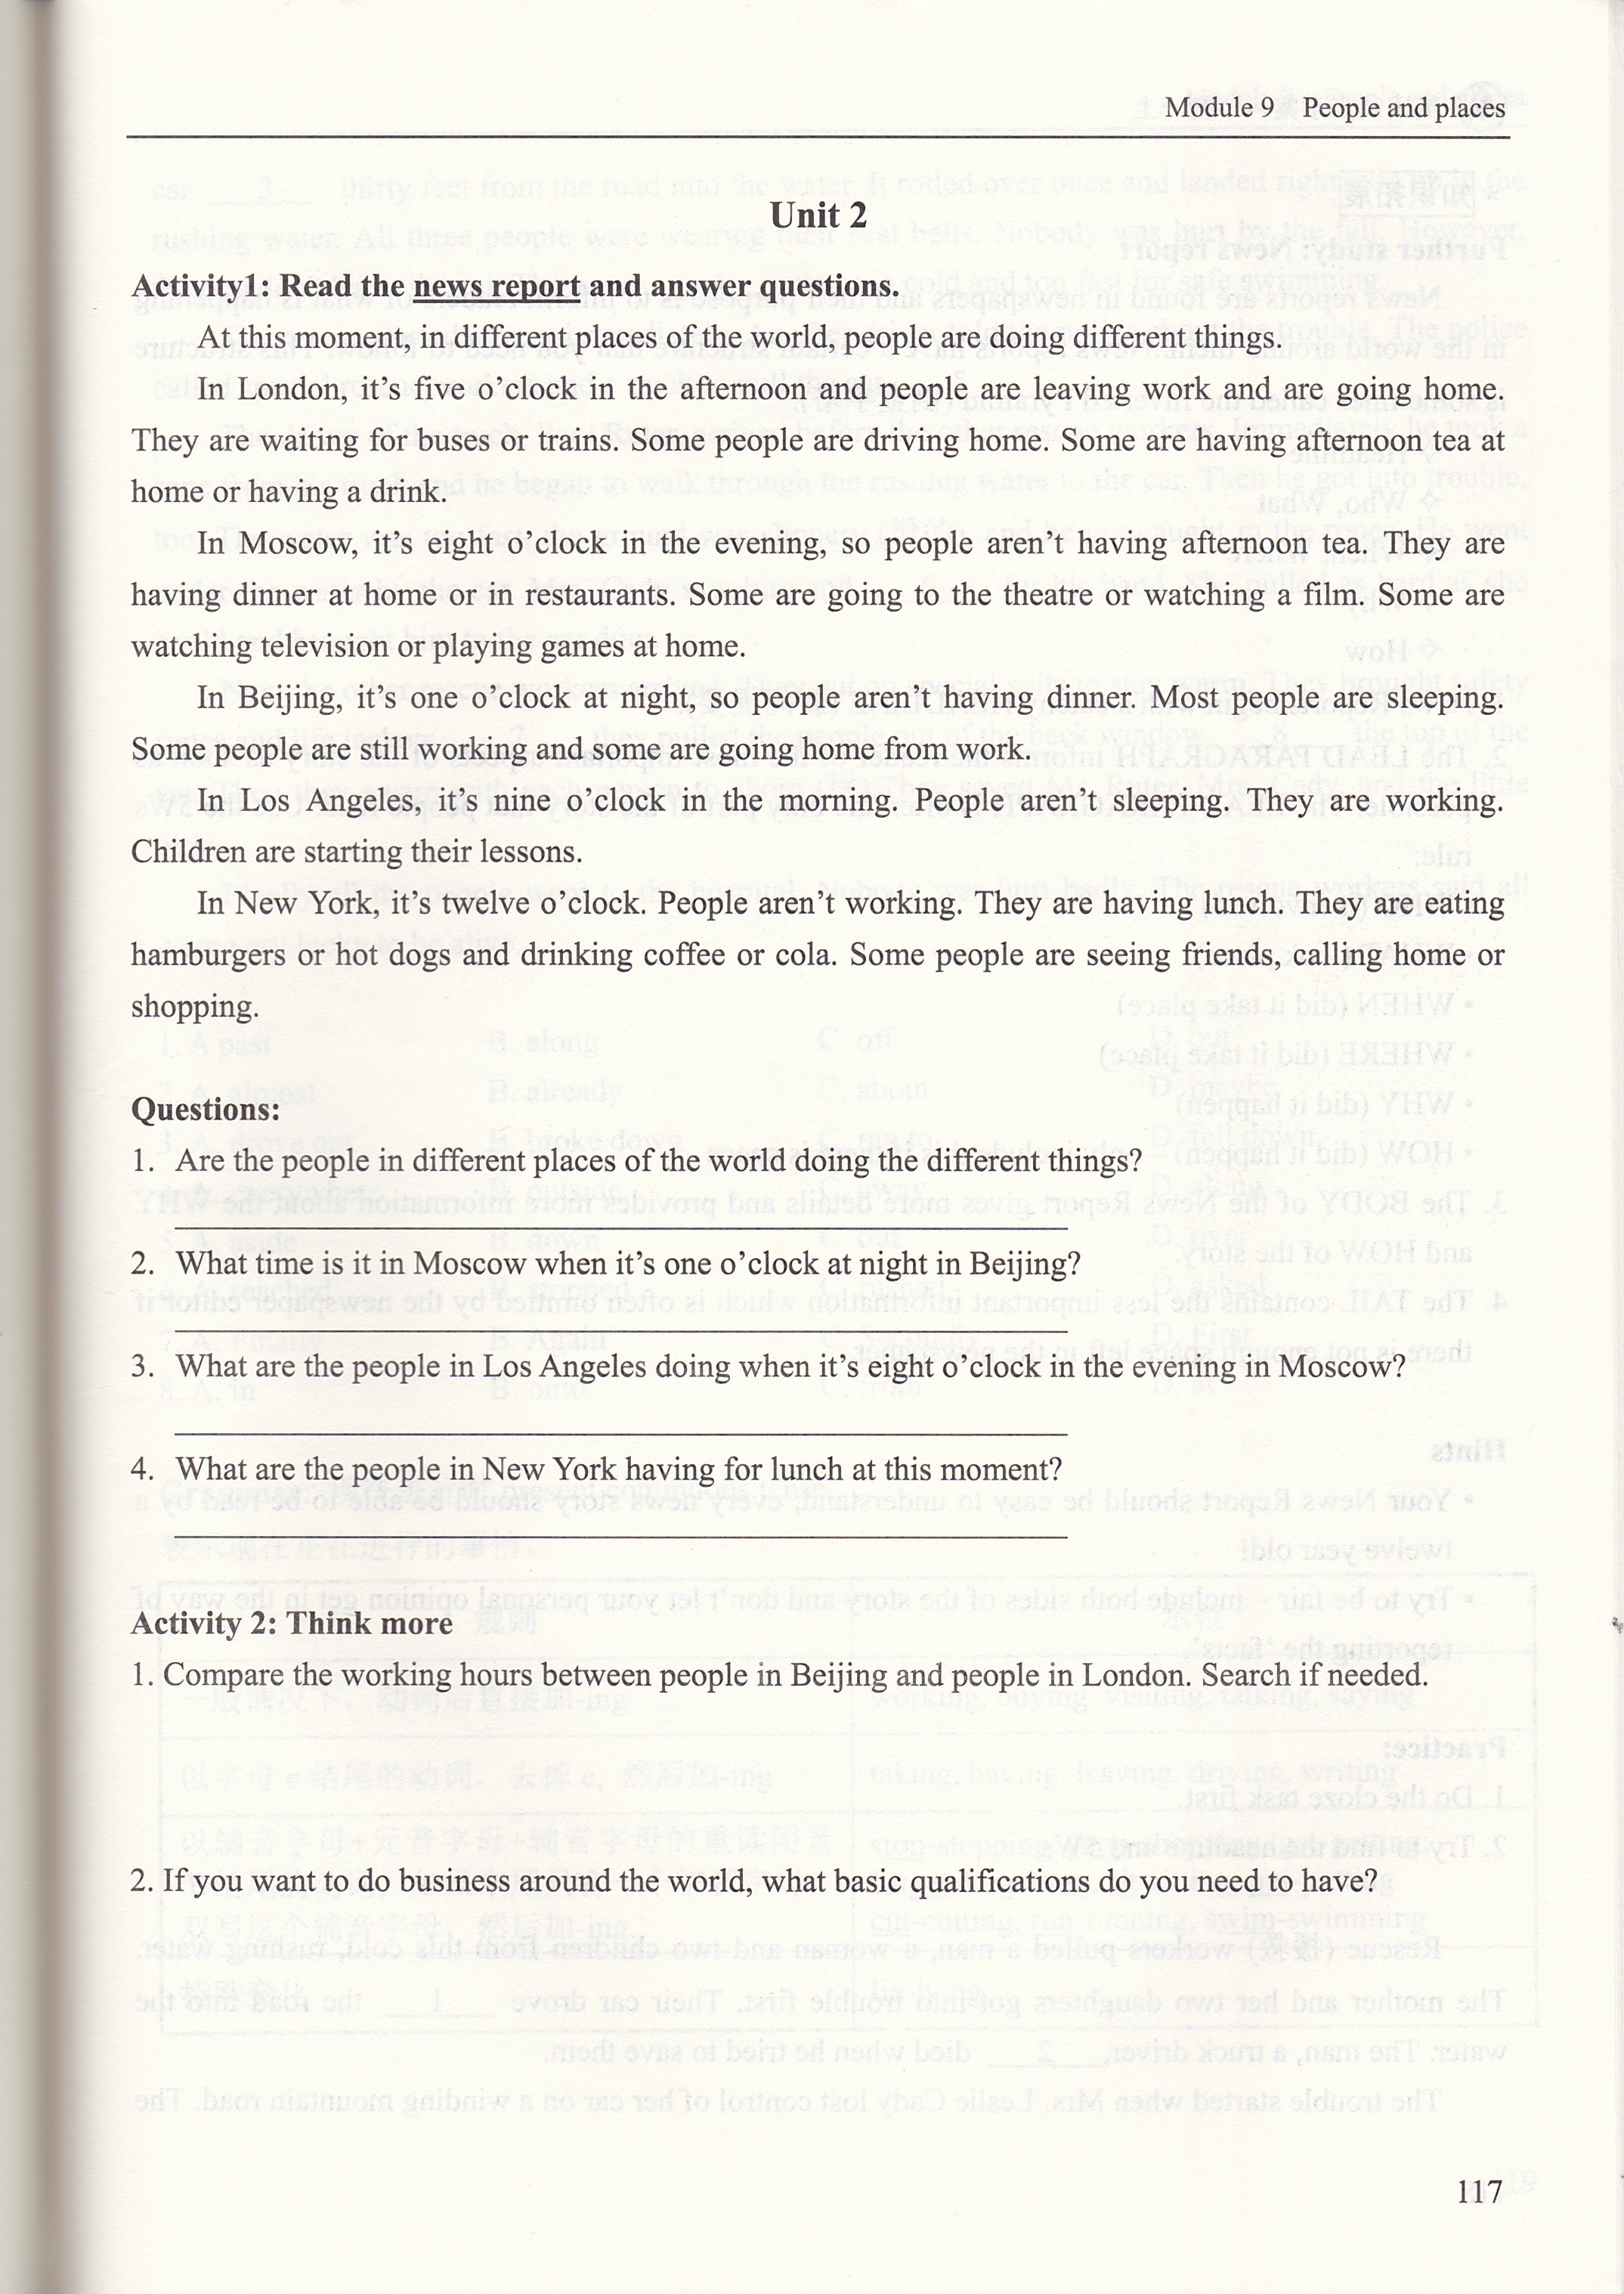 Module 9 People and places
Unit 2
Activity1: Read the news report and answer questions.
At this moment, in different places of the world, people are doing different things.
In London, it's five o'clock in the afternoon and people are leaving work and are going home.
They are waiting for buses or trains. Some people are driving home. Some are having afternoon tea at
home or having a drink.
In Moscow, it's eight o'clock in the evening, so people aren't having afternoon tea. They are
having dinner at home or in restaurants. Some are going to the theatre or watching a film. Some are
watching television or playing games at home.
In Beijing, it's one o'clock at night, so people aren't having dinner. Most people are sleeping.
Some people are still working and some are going home from work.
In Los Angeles, it's nine o'clock in the morning. People aren't sleeping. They are working.
Children are starting their lessons.
In New York, it's twelve o'clock. People aren't working. They are having lunch. They are eating
hamburgers or hot dogs and drinking coffee or cola. Some people are seeing friends, calling home or
shopping.
Questions:
1. Are the people in different places of the world doing the different things?
2. What time is it in Moscow when it's one o'clock at night in Beijing?
3. What are the people in Los Angeles doing when it's eight o'clock in the evening in Moscow?
4. What are the people in New York having for lunch at this moment?
Activity 2: Think more
1. Compare the working hours between people in Beijing and people in London. Search if needed.
2. If you want to do business around the world, what basic qualifications do you need to have?
117